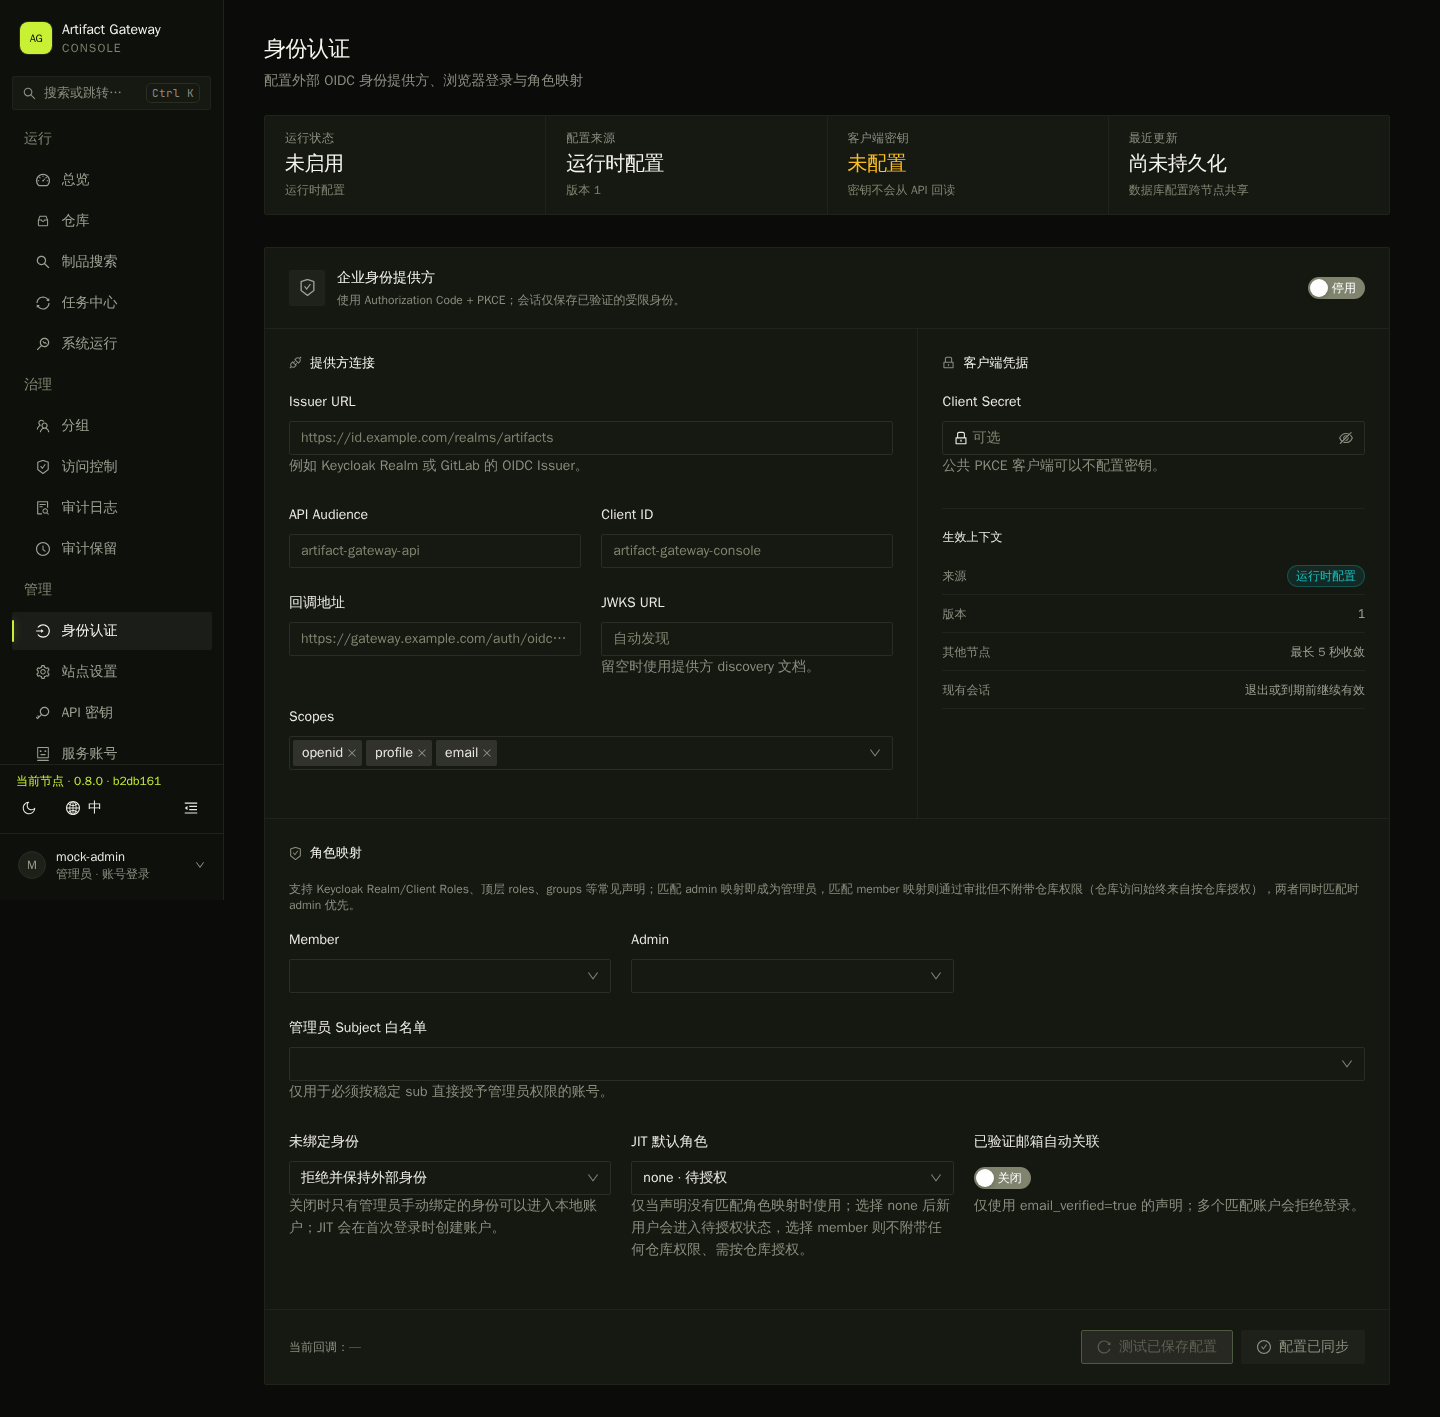 AG
Artifact Gateway
CONSOLE
搜索或跳转… Ctrl K
运行
总览
仓库
制品搜索
任务中心
系统运行
治理
分组
访问控制
审计日志
审计保留
管理
身份认证
站点设置
API 密钥
服务账号
当前节点 · 0.8.0 · b2db161
中
M
mock-admin
管理员 · 账号登录
身份认证
配置外部 OIDC 身份提供方、浏览器登录与角色映射
运行状态
未启用
运行时配置
配置来源
运行时配置
版本 1
客户端密钥
未配置
密钥不会从 API 回读
最近更新
尚未持久化
数据库配置跨节点共享
企业身份提供方
使用 Authorization Code + PKCE；会话仅保存已验证的受限身份。
停用
提供方连接
Issuer URL
https://id.example.com/realms/artifacts
例如 Keycloak Realm 或 GitLab 的 OIDC Issuer。
API Audience
artifact-gateway-api
Client ID
artifact-gateway-console
回调地址
https://gateway.example.com/auth/oidc…
JWKS URL
自动发现
留空时使用提供方 discovery 文档。
Scopes
openid profile email
客户端凭据
Client Secret
可选
公共 PKCE 客户端可以不配置密钥。
生效上下文
来源 运行时配置
版本 1
其他节点 最长 5 秒收敛
现有会话 退出或到期前继续有效
角色映射
支持 Keycloak Realm/Client Roles、顶层 roles、groups 等常见声明；匹配 admin 映射即成为管理员，匹配 member 映射则通过审批但不附带仓库权限（仓库访问始终来自按仓库授权），两者同时匹配时
admin 优先。
Member
Admin
管理员 Subject 白名单
仅用于必须按稳定 sub 直接授予管理员权限的账号。
未绑定身份
拒绝并保持外部身份
关闭时只有管理员手动绑定的身份可以进入本地账
户；JIT 会在首次登录时创建账户。
JIT 默认角色
none · 待授权
仅当声明没有匹配角色映射时使用；选择 none 后新
用户会进入待授权状态，选择 member 则不附带任
何仓库权限、需按仓库授权。
已验证邮箱自动关联
关闭
仅使用 email_verified=true 的声明；多个匹配账户会拒绝登录。
当前回调：—
测试已保存配置
配置已同步